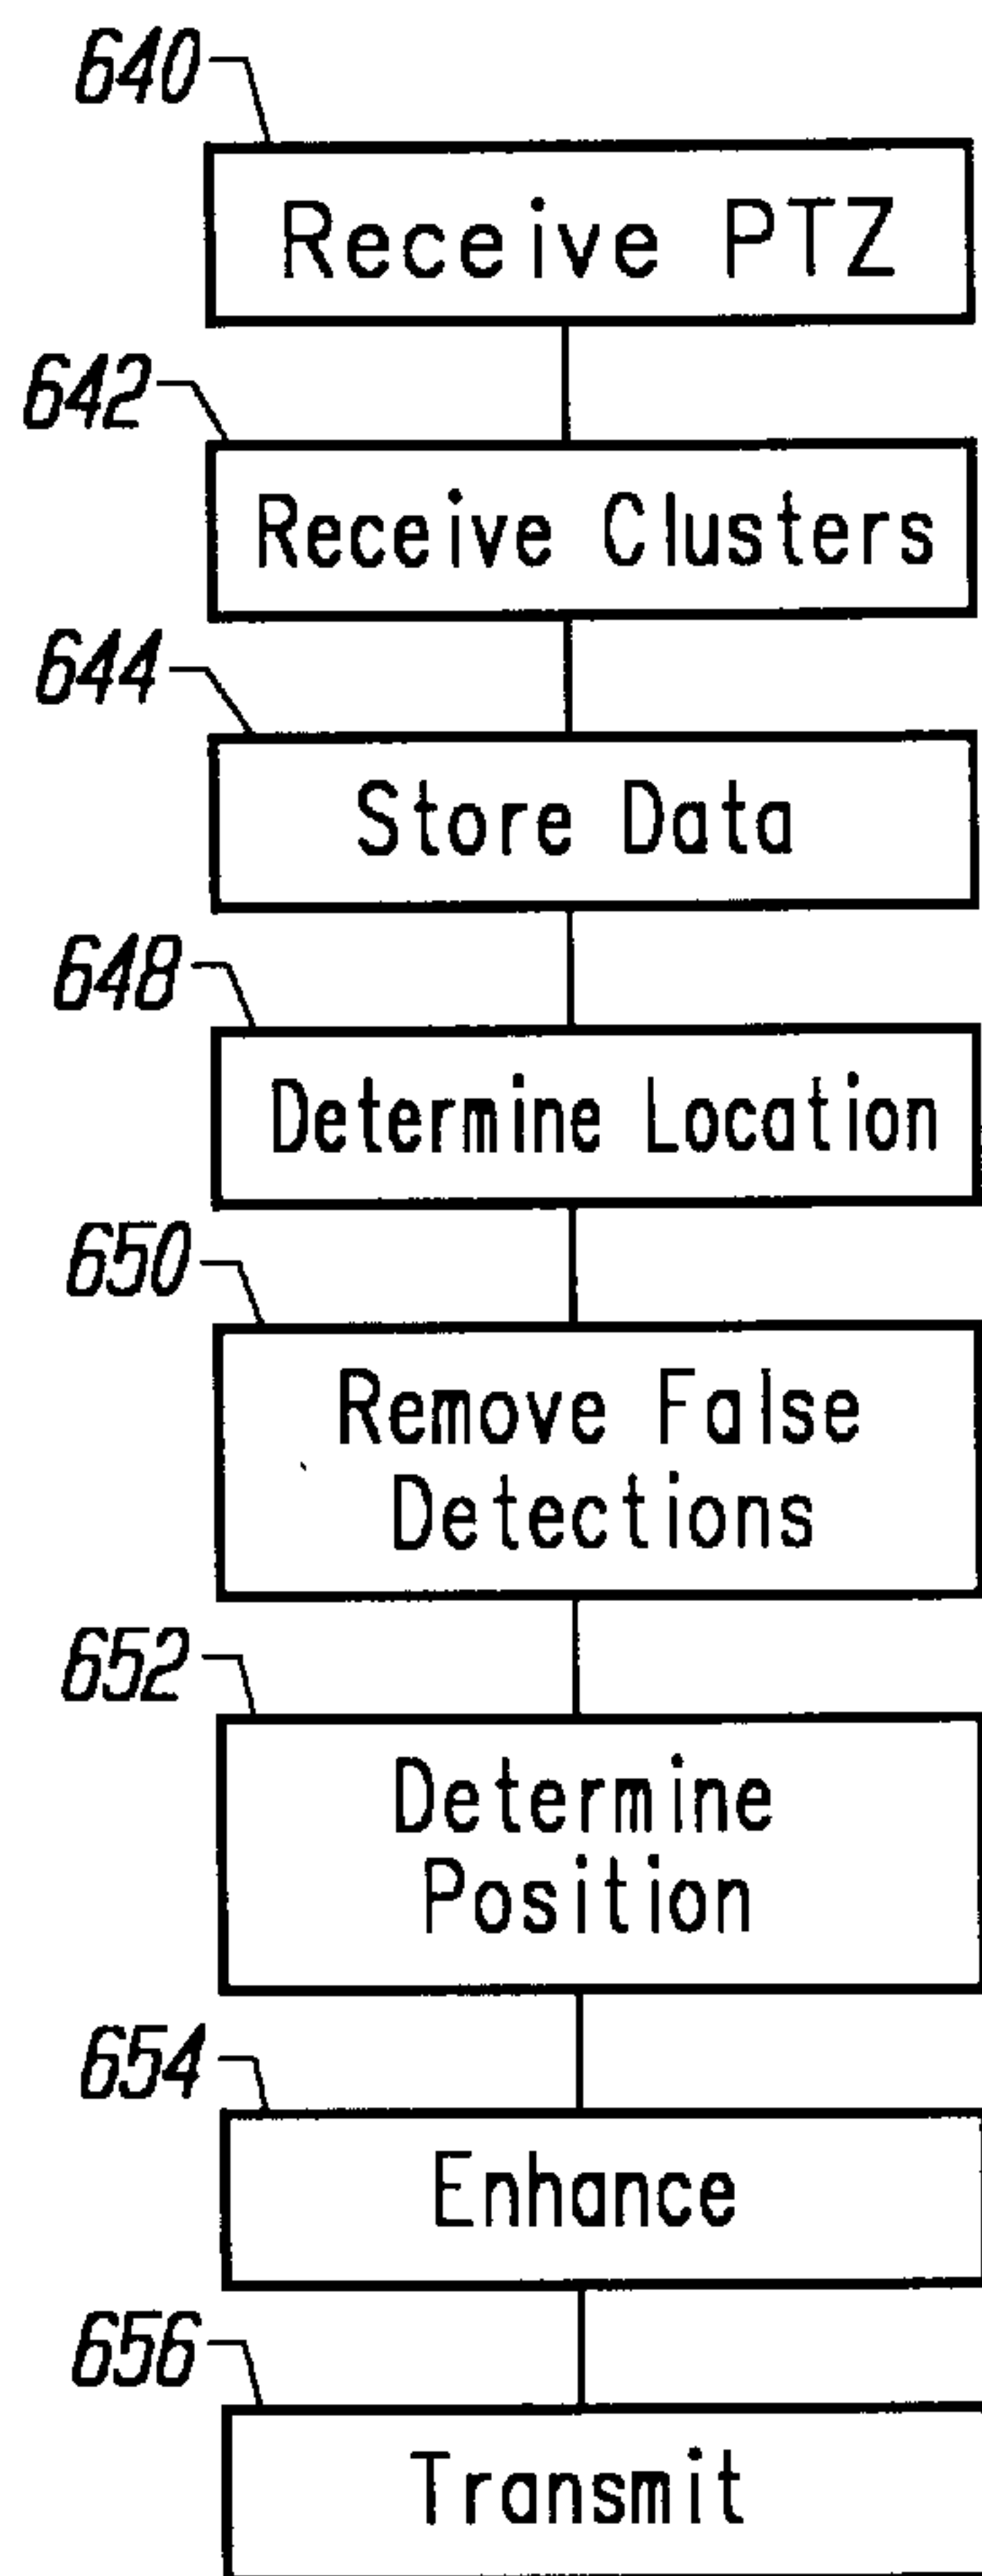 640
Receive PTZ
642
Receive Clusters
644
Store Data
648
Determine Location
650
Remove False
Detections
652
Determine
Position
654
Enhance
656
Transmit